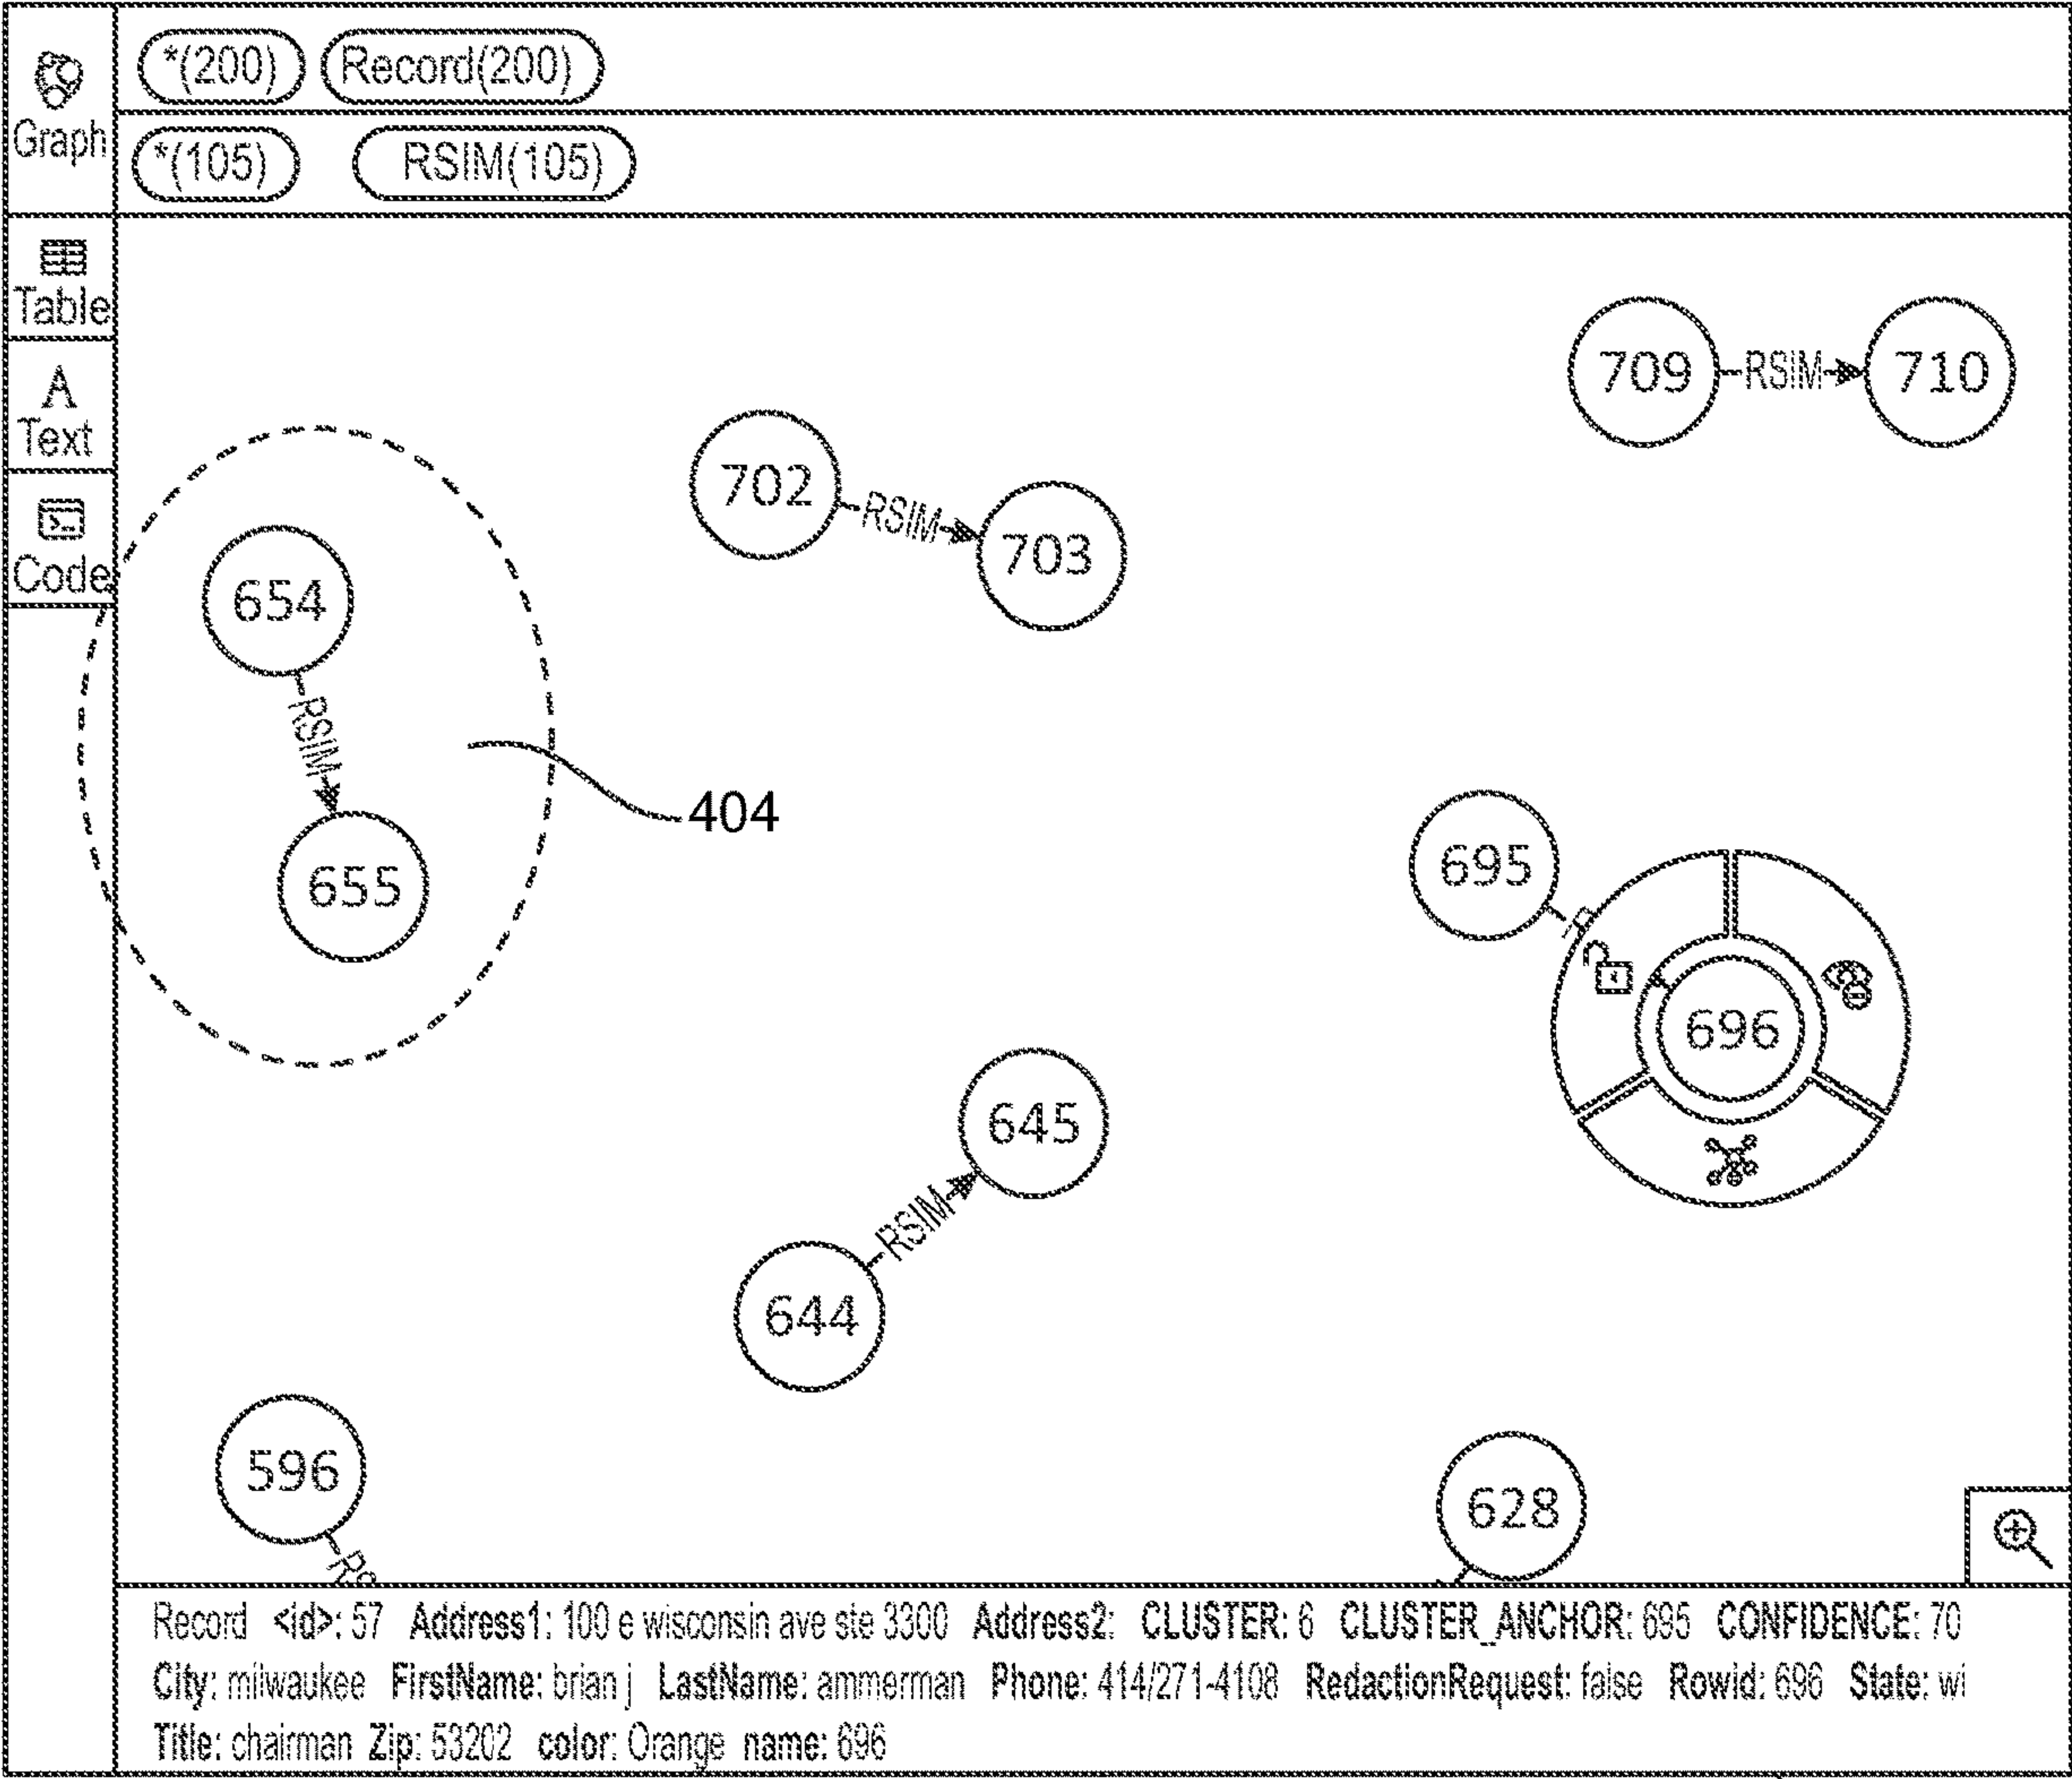 *(200) Record(200)
Graph
*(105) RSIM(105)
Table
Text
Code
709 RSIM 710
702 RSIM 703
654
RSIM
655
404
695
R
696
645
RSIM
644
596
RS
628
Record <id>: 57 Address1: 100 e wisconsin ave ste 3300 Address2: CLUSTER: 6 CLUSTER_ANCHOR: 695 CONFIDENCE: 70
City: milwaukee FirstName: brian j LastName: ammerman Phone: 414/271-4108 RedactionRequest: false Rowid: 696 State: wi
Title: chairman Zip: 53202 color: Orange name: 696